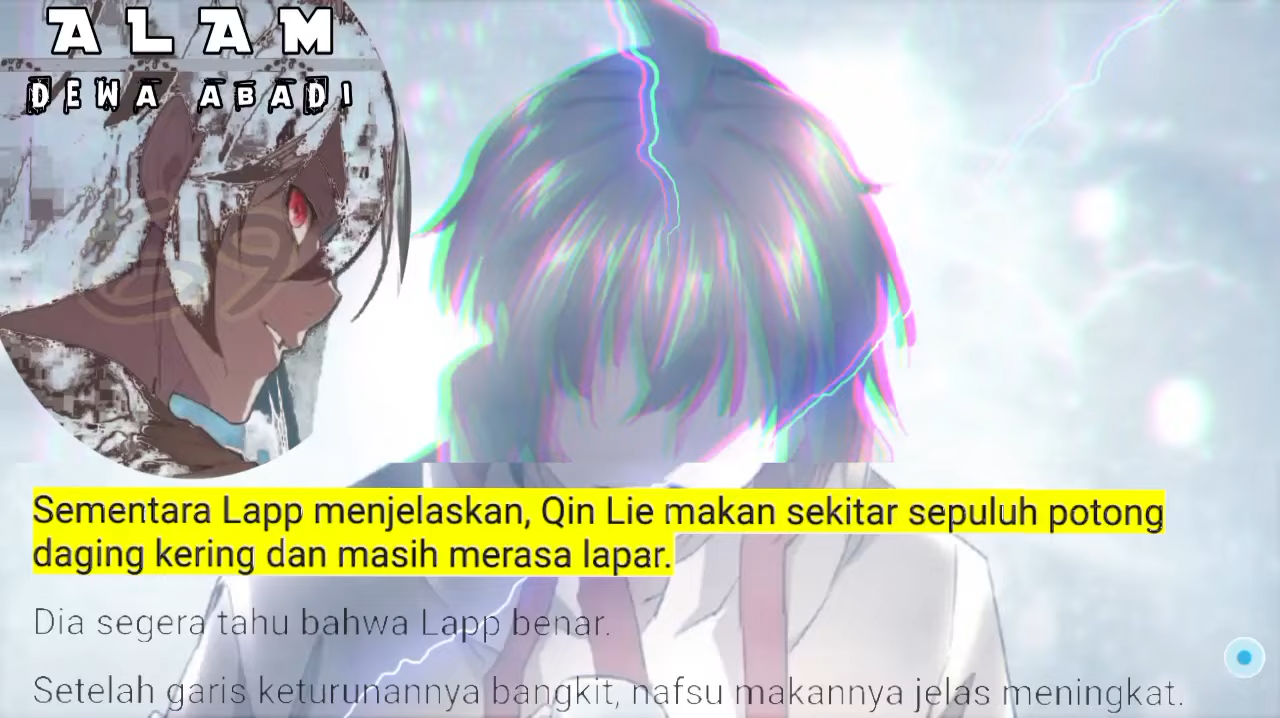 ALAM
DEWA ABADI
Sementara Lapp menjelaskan, Qin Lie makan sekitar sepuluh potong
daging kering dan masih merasa lapar.
Dia segera tahu bahwa Lapp benar.
Setelah garis keturunannya bangkit, nafsu makannya jelas meningkat.